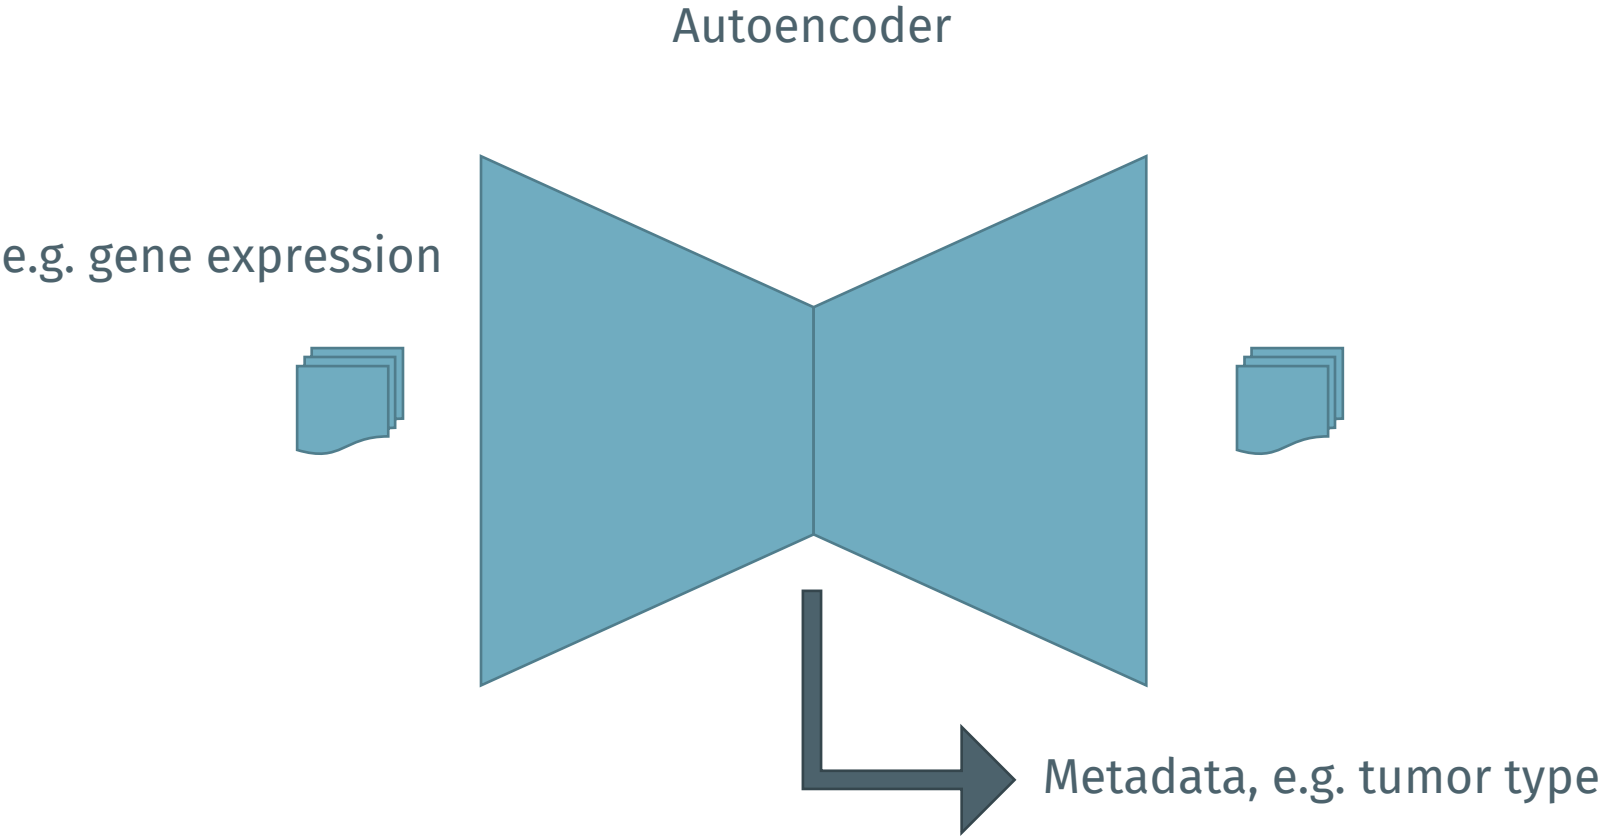 Autoencoder
e.g. gene expression
Metadata, e.g. tumor type